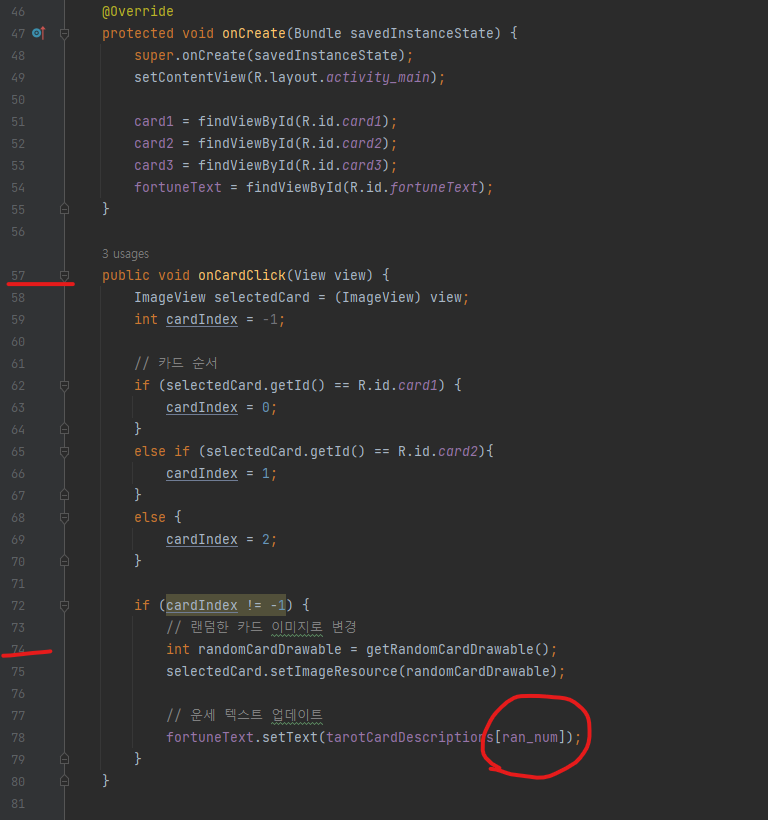 46 @Override
47 protected void onCreate(Bundle savedInstanceState) {
48 super.onCreate(savedInstanceState);
49 setContentView(R.layout.activity_main);
50
51 card1 = findViewById(R.id.card1);
52 card2 = findViewById(R.id.card2);
53 card3 = findViewById(R.id.card3);
54 fortuneText = findViewById(R.id.fortuneText);
55 }
56
3 usages
57 public void onCardClick(View view) {
58 ImageView selectedCard = (ImageView) view;
59 int cardIndex = -1;
60
61 // 카드 순서
62 if (selectedCard.getId() == R.id.card1) {
63 cardIndex = 0;
64 }
65 else if (selectedCard.getId() == R.id.card2){
66 cardIndex = 1;
67 }
68 else {
69 cardIndex = 2;
70 }
71
72 if (cardIndex != -1) {
73 // 랜덤한 카드 이미지로 변경
74 int randomCardDrawable = getRandomCardDrawable();
75 selectedCard.setImageResource(randomCardDrawable);
76
77 // 운세 텍스트 업데이트
78 fortuneText.setText(tarotCardDescriptions[ran_num]);
79 }
80 }
81